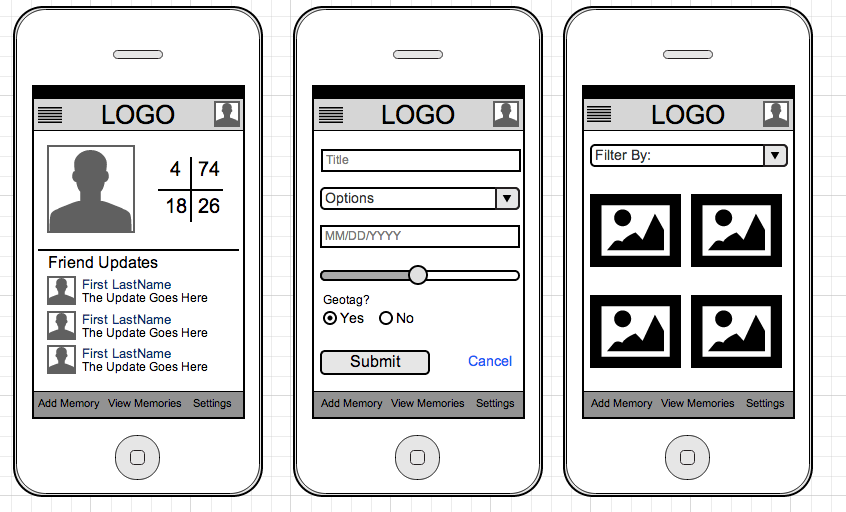 LOGO
4 74
18 26
Friend Updates
First LastName
The Update Goes Here
First LastName
The Update Goes Here
First LastName
The Update Goes Here
Add Memory View Memories Settings
LOGO
Title
Options
MM/DD/YYYY
Geotag?
Yes No
Submit Cancel
Add Memory View Memories Settings
LOGO
Filter By:
Add Memory View Memories Settings